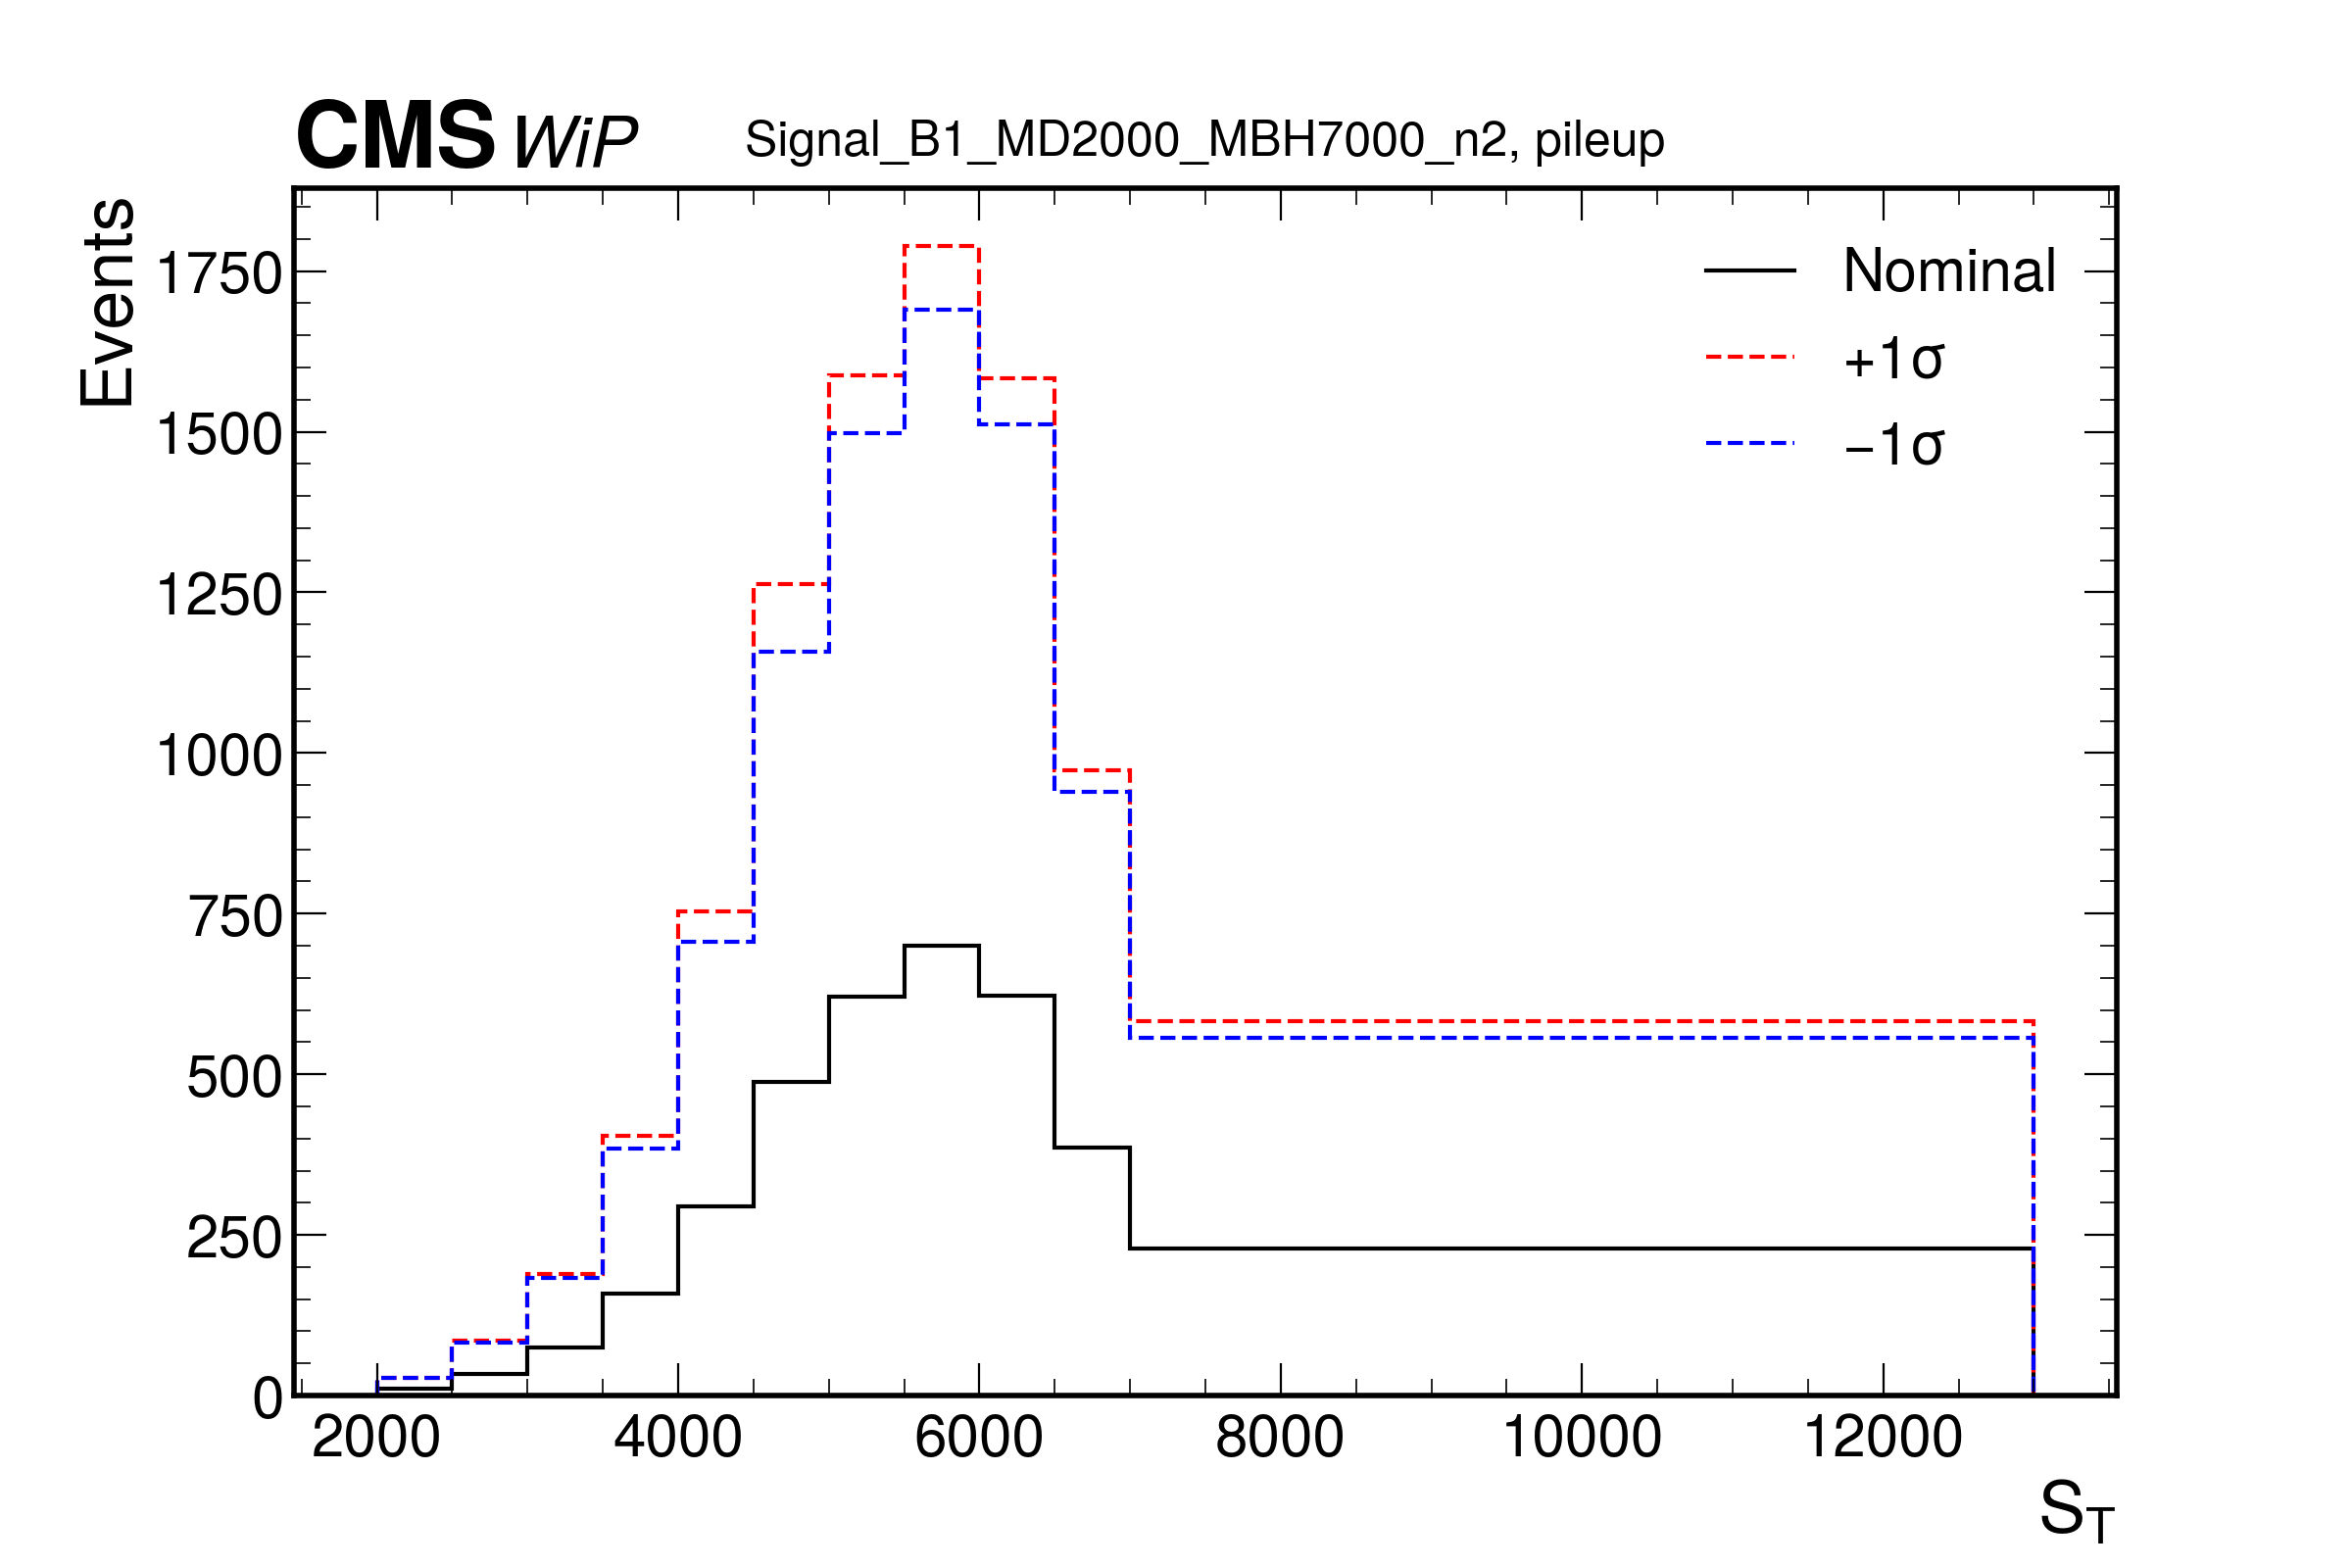 CMS WiP Signal_B1_MD2000_MBH7000_n2, pileup
Events
1750
1500
1250
1000
750
500
250
0
Nominal
+1σ
−1σ
2000 4000 6000 8000 10000 12000
S_T